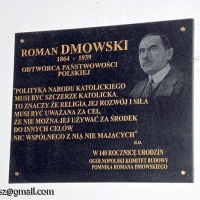 ROMAN DMOWSKI
1864 - 1939
ODTWÓRCA PAŃSTWOWOŚCI
POLSKIEJ
"POLITYKA NARODU KATOLICKIEGO
MUSI BYĆ SZCZERZE KATOLICKA,
TO ZNACZY ŻE RELIGIA, JEJ ROZWÓJ I SIŁA
MUSI BYĆ UWAŻANA ZA CEL,
ŻE NIE MOŻNA JEJ UŻYWAĆ ZA ŚRODEK
DO INNYCH CELÓW
NIC WSPÓLNEGO Z NIĄ NIE MAJĄCYCH"
R.D.
W 140 ROCZNICĘ URODZIN
OGÓLNOPOLSKI KOMITET BUDOWY
POMNIKA ROMANA DMOWSKIEGO
sz@gmail.com)